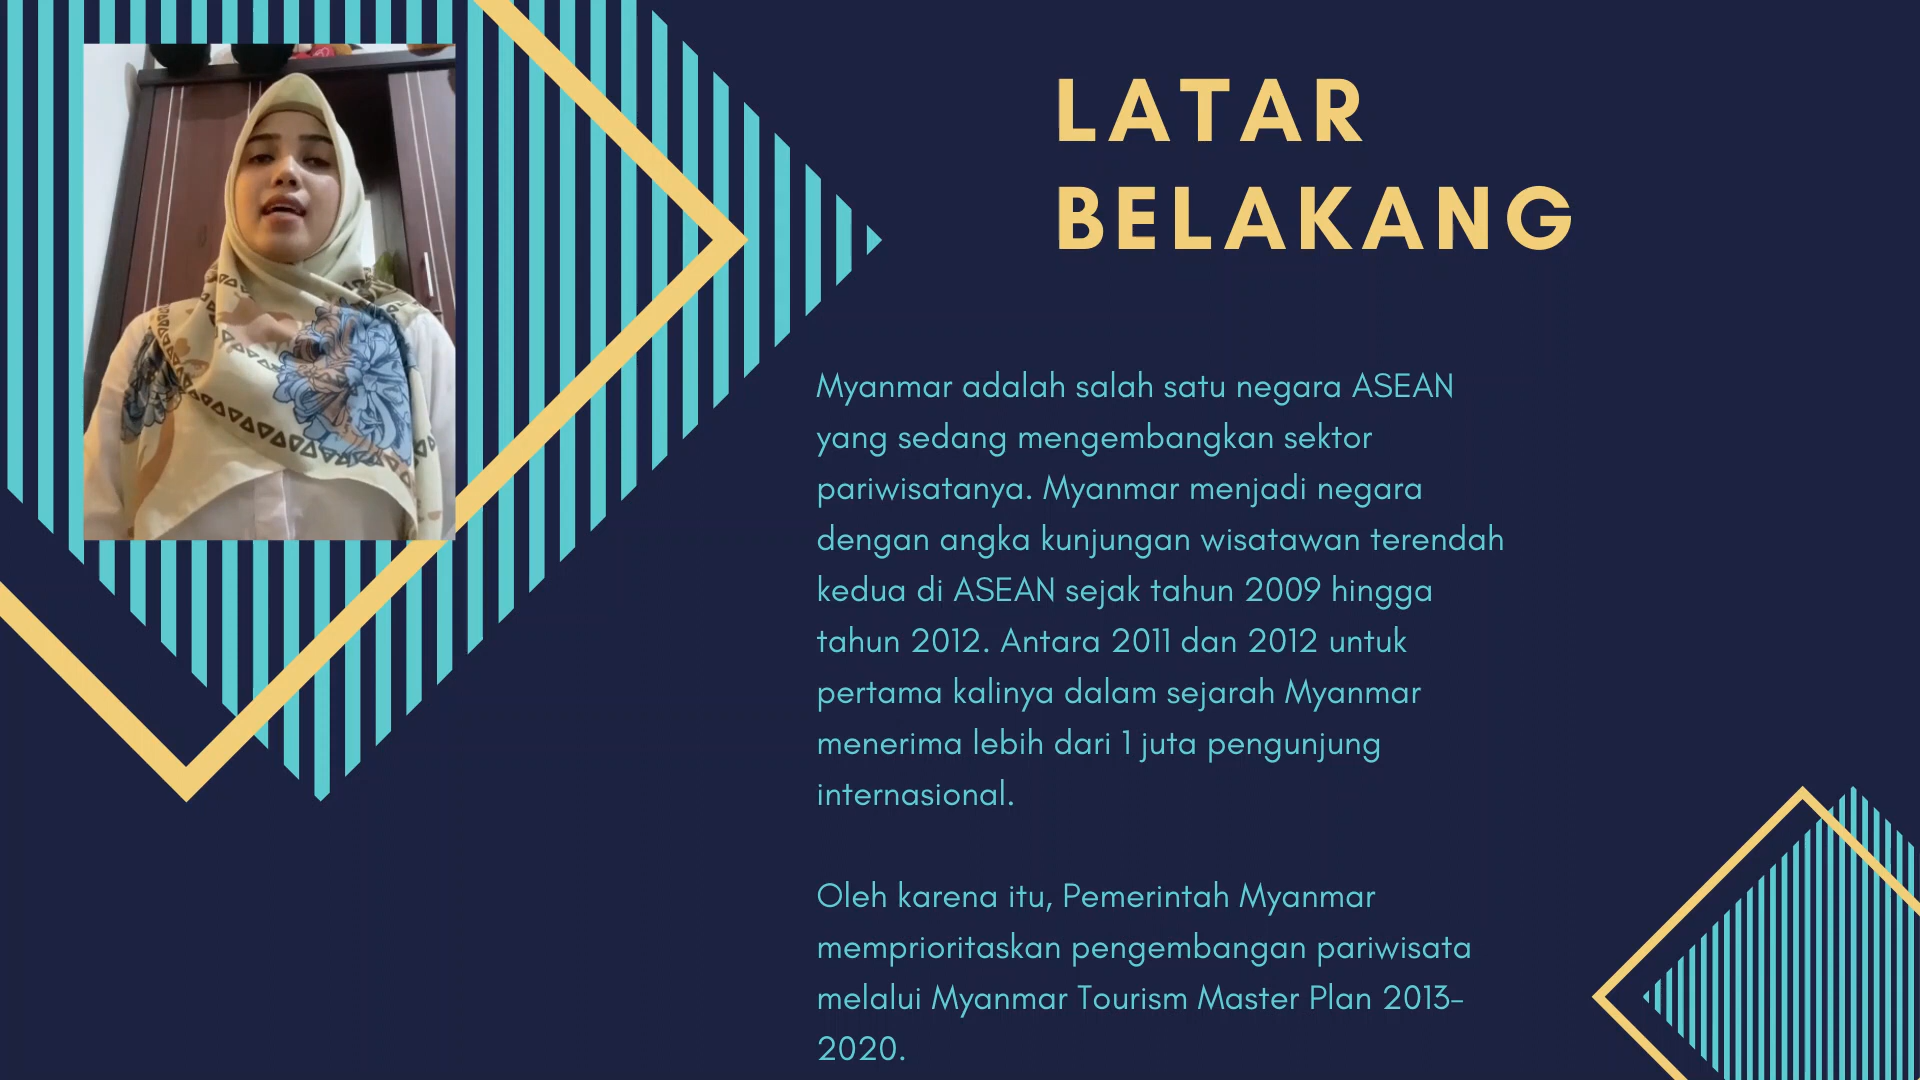 LATAR
BELAKANG
Myanmar adalah salah satu negara ASEAN
yang sedang mengembangkan sektor
pariwisatanya. Myanmar menjadi negara
dengan angka kunjungan wisatawan terendah
kedua di ASEAN sejak tahun 2009 hingga
tahun 2012. Antara 2011 dan 2012 untuk
pertama kalinya dalam sejarah Myanmar
menerima lebih dari 1 juta pengunjung
internasional.
Oleh karena itu, Pemerintah Myanmar
memprioritaskan pengembangan pariwisata
melalui Myanmar Tourism Master Plan 2013-
2020.